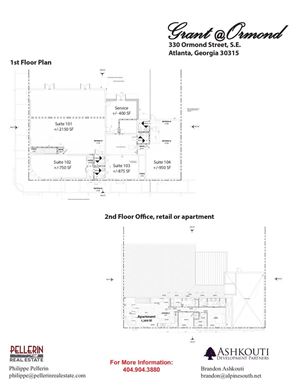 Grant @ Ormond
330 Ormond Street, S.E.
Atlanta, Georgia 30315
1st Floor Plan
Service
+/- 400 SF
Suite 101
+/-2150 SF
Suite 102
+/-750 SF
Suite 103
+/-875 SF
Suite 106
+/-950 SF
2nd Floor Office, retail or apartment
Apartment
PELLERIN
REAL ESTATE
Philippe Pellerin
philippe@pellerinrealestate.com
For More Information:
404.904.3880
ASHKOUTI
DEVELOPMENT PARTNERS
Brandon Ashkouti
brandon@alpinesouth.net